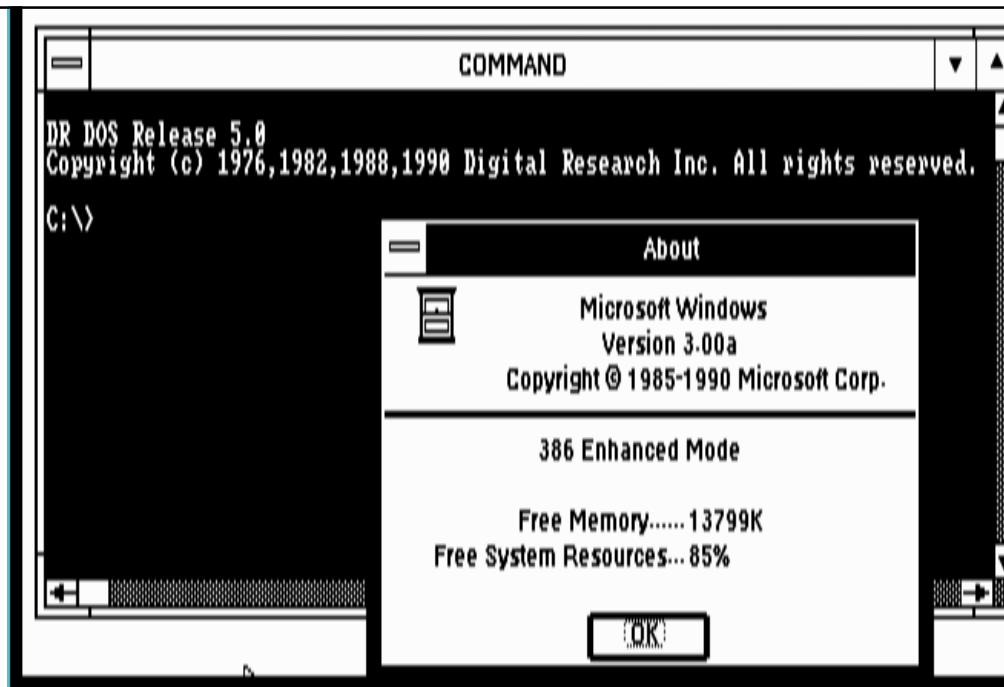 COMMAND
DR DOS Release 5.0
Copyright (c) 1976,1982,1988,1990 Digital Research Inc. All rights reserved.
C:\>
About
Microsoft Windows
Version 3.00a
Copyright © 1985-1990 Microsoft Corp.
386 Enhanced Mode
Free Memory...... 13799K
Free System Resources... 85%
OK